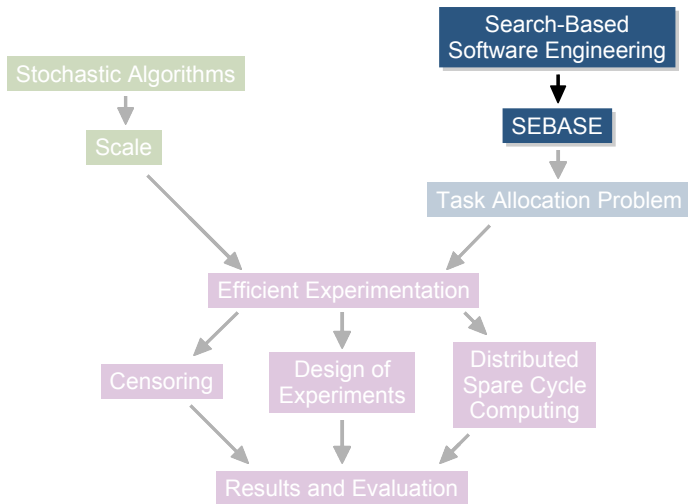 Search-Based
Software Engineering
Stochastic Algorithms
SEBASE
Scale
Task Allocation Problem
Efficient Experimentation
Censoring
Design of
Experiments
Distributed
Spare Cycle
Computing
Results and Evaluation